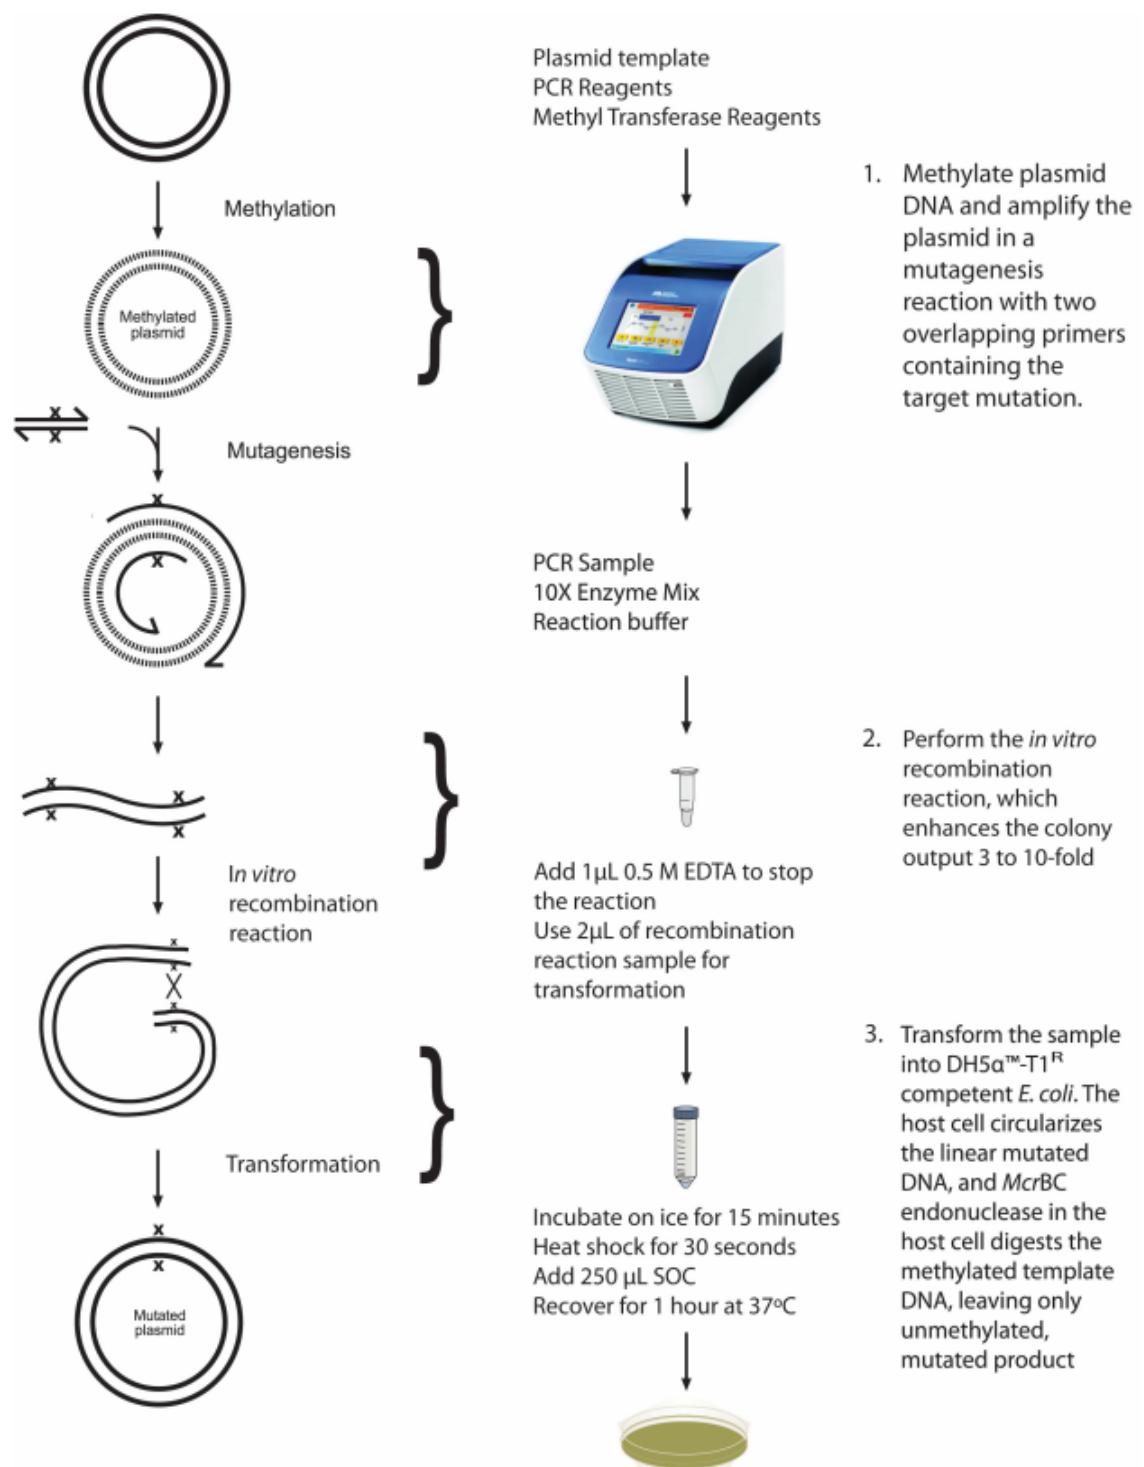 Plasmid template
PCR Reagents
Methyl Transferase Reagents
Methylation
1. Methylate plasmid
DNA and amplify the
plasmid in a
mutagenesis
reaction with two
overlapping primers
containing the
target mutation.
Methylated
plasmid
x
x
Mutagenesis
x
x
PCR Sample
10X Enzyme Mix
Reaction buffer
2. Perform the in vitro
recombination
reaction, which
enhances the colony
output 3 to 10-fold
x
x
x
x
In vitro
recombination
reaction
Add 1µL 0.5 M EDTA to stop
the reaction
Use 2µL of recombination
reaction sample for
transformation
x
x
x
x
3. Transform the sample
into DH5α™-T1ᴿ
competent E. coli. The
host cell circularizes
the linear mutated
DNA, and McrBC
endonuclease in the
host cell digests the
methylated template
DNA, leaving only
unmethylated,
mutated product
Transformation
Incubate on ice for 15 minutes
Heat shock for 30 seconds
Add 250 µL SOC
Recover for 1 hour at 37ºC
x
x
Mutated
plasmid